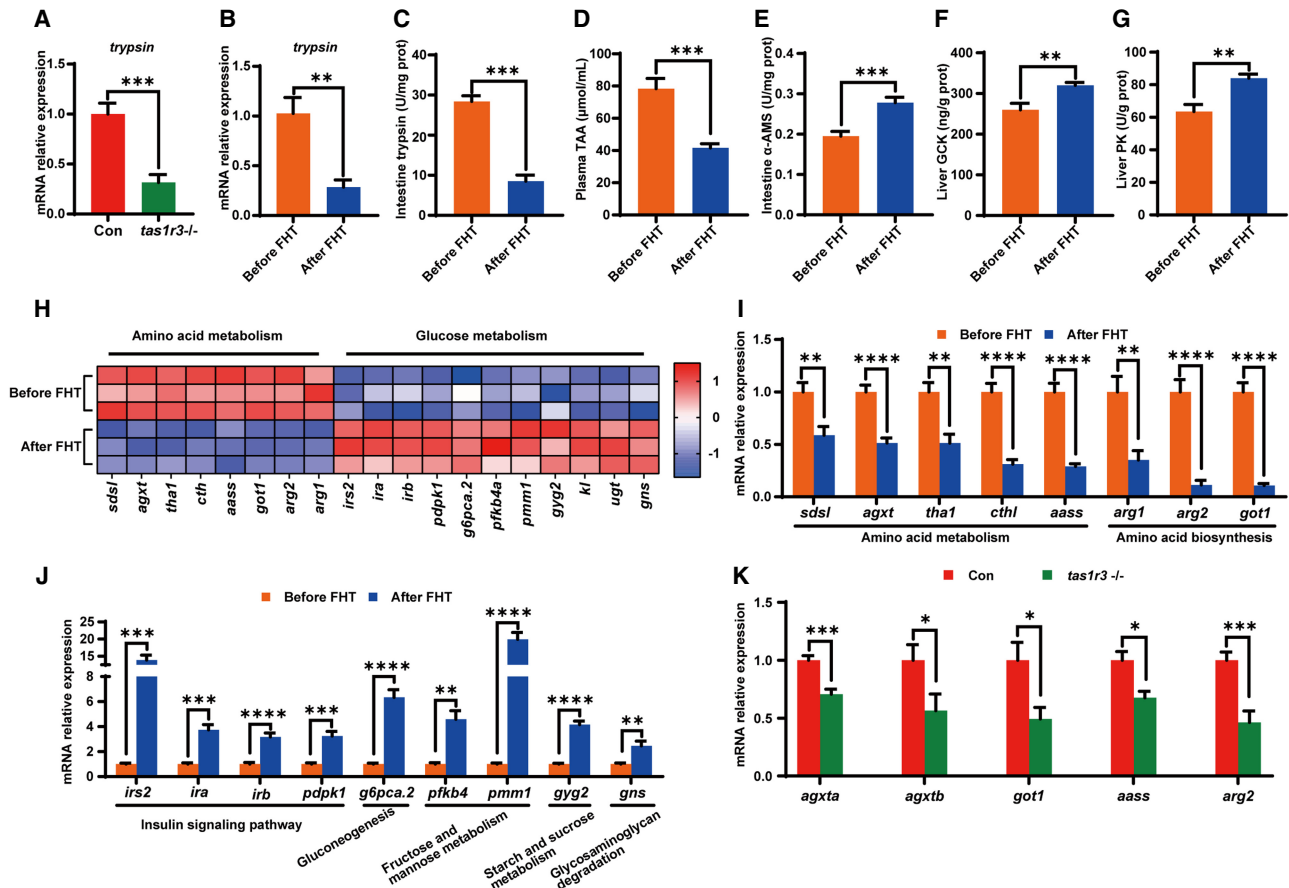 A
trypsin
mRNA relative expression
1.5
1.0
0.5
0.0
***
Con
tas1r3-/-
B
trypsin
mRNA relative expression
1.5
1.0
0.5
0.0
**
Before FHT
After FHT
C
Intestine trypsin (U/mg prot)
40
30
20
10
0
***
Before FHT
After FHT
D
Plasma TAA (μmol/mL)
100
80
60
40
20
0
***
Before FHT
After FHT
E
Intestine α-AMS (U/mg prot)
0.4
0.3
0.2
0.1
0.0
***
Before FHT
After FHT
F
Liver GCK (ng/g prot)
400
300
200
100
0
**
Before FHT
After FHT
G
Liver PK (U/g prot)
100
80
60
40
20
0
**
Before FHT
After FHT
H
Amino acid metabolism
Glucose metabolism
Before FHT
After FHT
1
0
-1
sdsl
agxt
tha1
cth
aass
got1
arg2
arg1
irs2
ira
irb
pdpk1
g6pca.2
pfkb4a
pmm1
gyg2
kl
ugt
gns
I
Before FHT
After FHT
mRNA relative expression
1.5
1.0
0.5
0.0
**
****
**
****
****
**
****
****
sdsl
agxt
tha1
cthl
aass
arg1
arg2
got1
Amino acid metabolism
Amino acid biosynthesis
J
Before FHT
After FHT
mRNA relative expression
25
20
15
10
8
6
4
2
0
***
***
****
***
****
**
****
****
**
irs2
ira
irb
pdpk1
g6pca.2
pfkb4
pmm1
gyg2
gns
Insulin signaling pathway
Gluconeogenesis
Fructose and
mannose metabolism
Starch and sucrose
metabolism
Glycosaminoglycan
degradation
K
Con
tas1r3 -/-
mRNA relative expression
1.5
1.0
0.5
0.0
***
*
*
*
***
agxta
agxtb
got1
aass
arg2